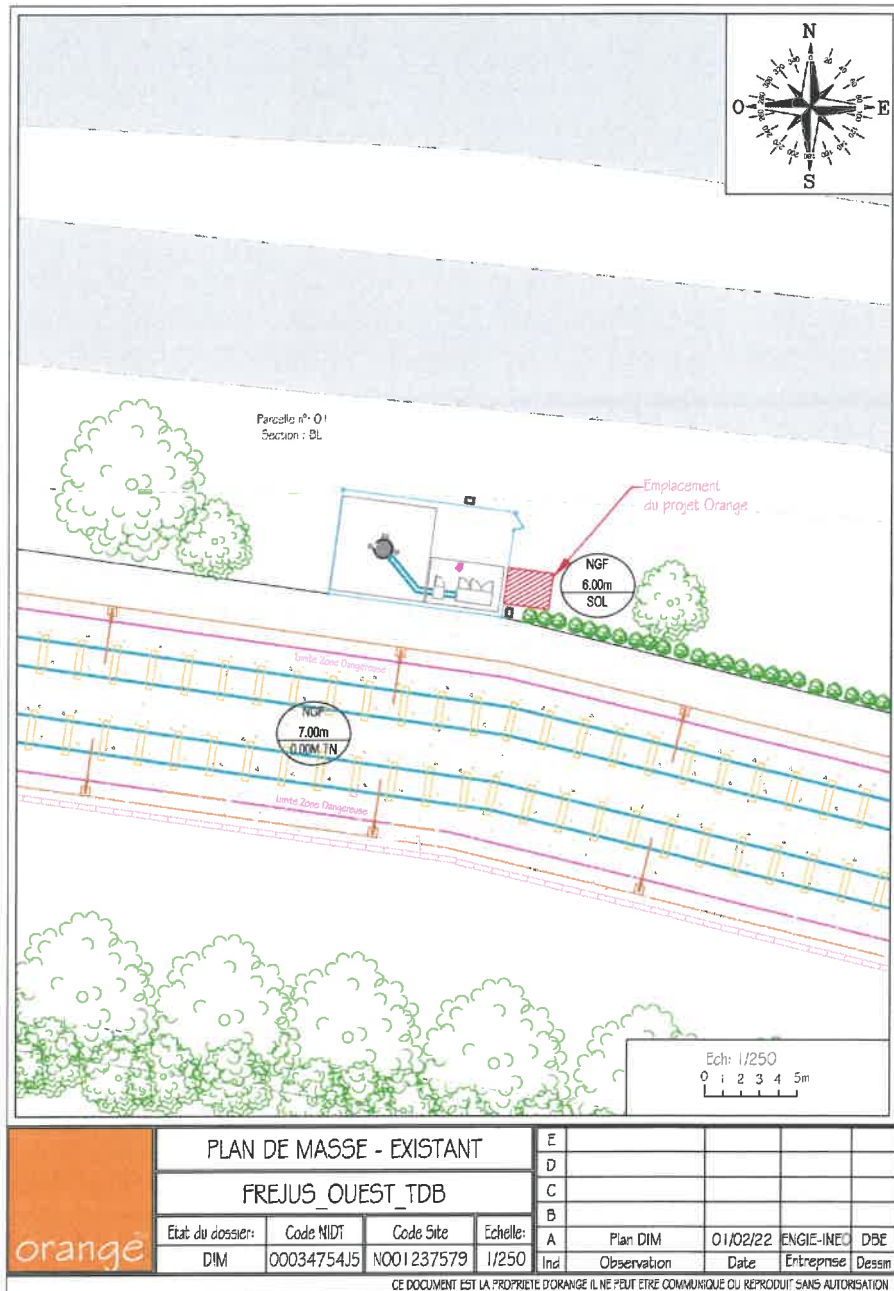 N
O E
S
Parcelle n°: 01
Section : BL
Emplacement
du projet Orange
NGF
6.00m
SOL
Limite Zone Dangereuse
NGF
7.00m
0.00M TN
Limite Zone Dangereuse
Ech: 1/250
0 1 2 3 4 5m
orange
PLAN DE MASSE - EXISTANT
FREJUS_OUEST_TDB
Etat du dossier: Code NIDT Code Site Echelle:
DIM 00034754J5 N001237579 1/250
E
D
C
B
A Plan DIM 01/02/22 ENGIE-INEO DBE
Ind Observation Date Entreprise Dessin
CE DOCUMENT EST LA PROPRIETE D'ORANGE IL NE PEUT ETRE COMMUNIQUE OU REPRODUIT SANS AUTORISATION